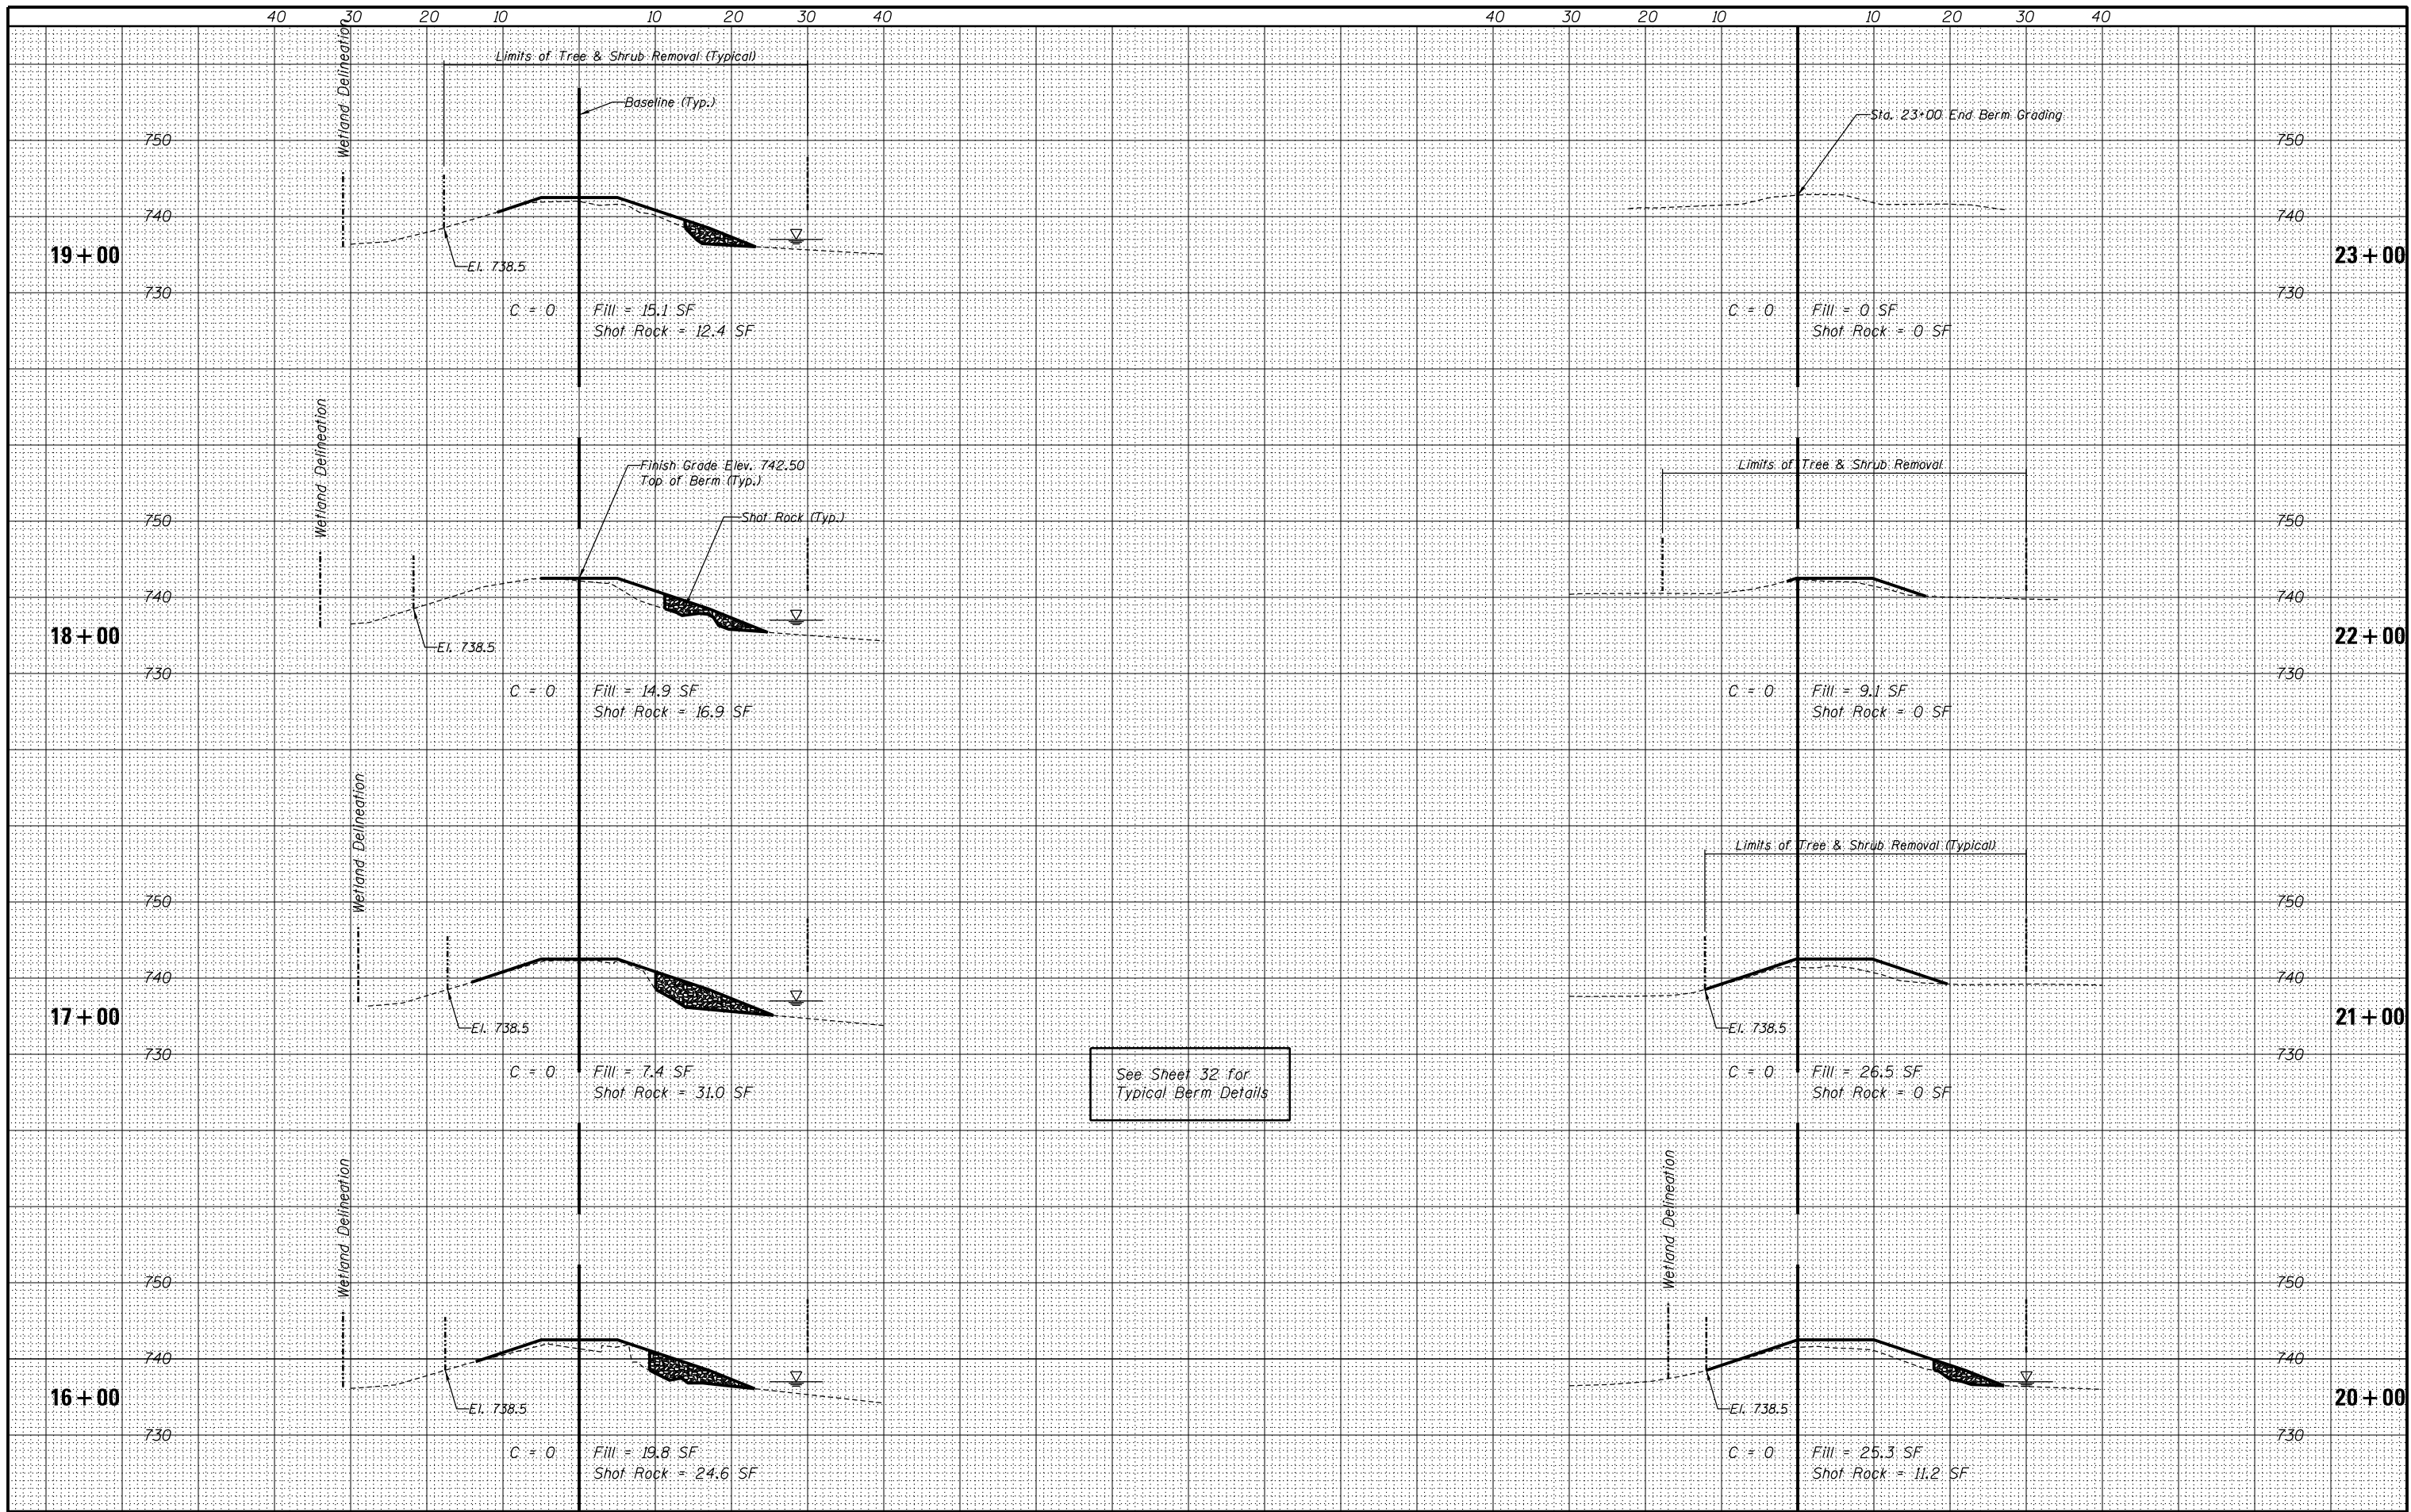 40 30 20 10 10 20 30 40 40 30 20 10 10 20 30 40
Wetland Delineation
Limits of Tree & Shrub Removal (Typical)
Baseline (Typ.)
750
740
19+00
El. 738.5
730
C = 0 Fill = 15.1 SF
Shot Rock = 12.4 SF
Wetland Delineation
Finish Grade Elev. 742.50
Top of Berm (Typ.)
Shot Rock (Typ.)
750
740
18+00
El. 738.5
730
C = 0 Fill = 14.9 SF
Shot Rock = 16.9 SF
Wetland Delineation
750
740
17+00
El. 738.5
730
C = 0 Fill = 7.4 SF
Shot Rock = 31.0 SF
Wetland Delineation
750
740
16+00
El. 738.5
730
C = 0 Fill = 19.8 SF
Shot Rock = 24.6 SF
See Sheet 32 for
Typical Berm Details
Sta. 23+00 End Berm Grading
750
740
23+00
730
C = 0 Fill = 0 SF
Shot Rock = 0 SF
Limits of Tree & Shrub Removal
750
740
22+00
730
C = 0 Fill = 9.1 SF
Shot Rock = 0 SF
Limits of Tree & Shrub Removal (Typical)
750
740
21+00
El. 738.5
730
C = 0 Fill = 26.5 SF
Shot Rock = 0 SF
Wetland Delineation
750
740
20+00
El. 738.5
730
C = 0 Fill = 25.3 SF
Shot Rock = 11.2 SF